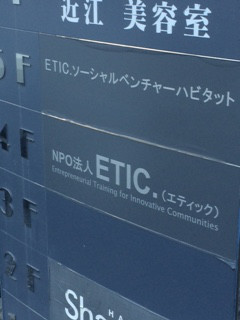 近江 美容室
5F ETIC.ソーシャルベンチャーハビタット
4F NPO法人 ETIC.(エティック)
Entrepreneurial Training for Innovative Communities
3F
2F